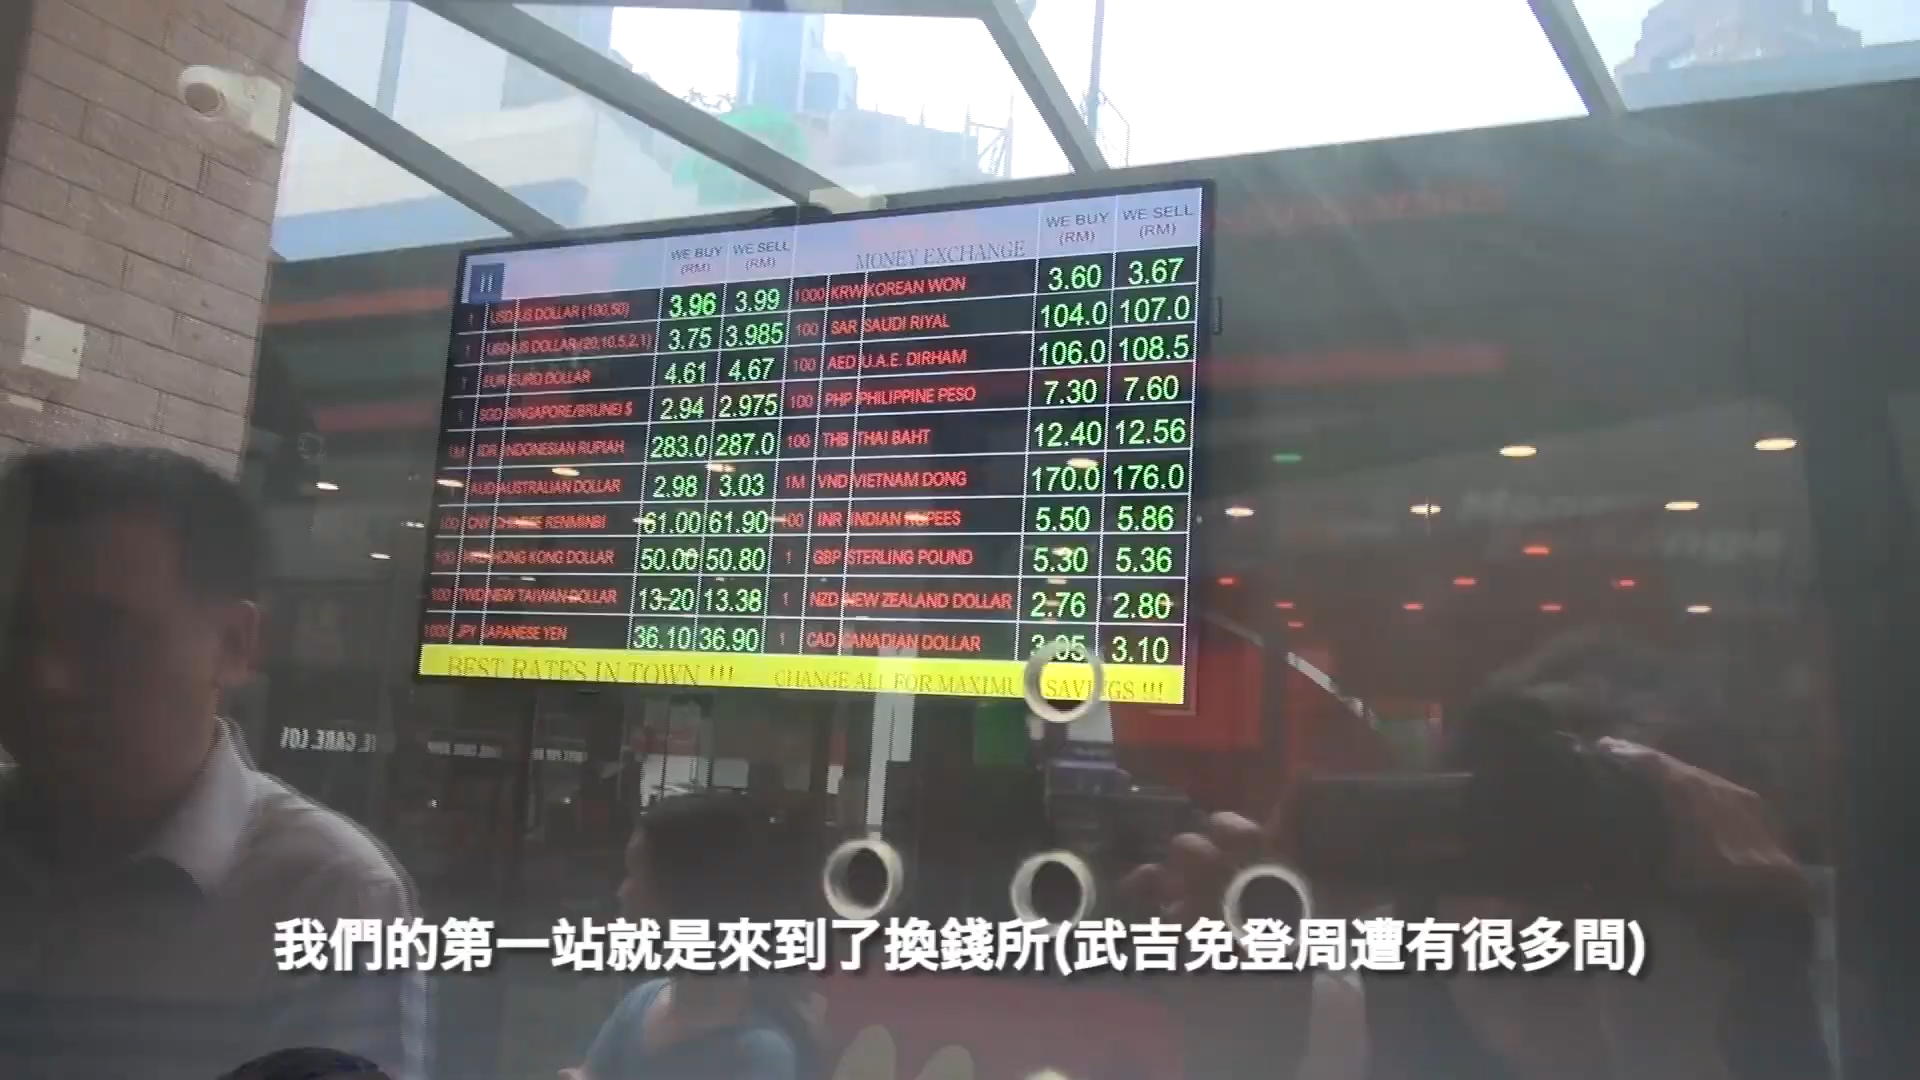 WE BUY (RM) WE SELL (RM) MONEY EXCHANGE WE BUY (RM) WE SELL (RM)
1 USD US DOLLAR (100,50) 3.96 3.99 1000 KRW KOREAN WON 3.60 3.67
1 USD US DOLLAR (20,10,5,2,1) 3.75 3.985 100 SAR SAUDI RIYAL 104.0 107.0
1 EUR EURO DOLLAR 4.61 4.67 100 AED U.A.E. DIRHAM 106.0 108.5
1 SGD SINGAPORE/BRUNEI $ 2.94 2.975 100 PHP PHILIPPINE PESO 7.30 7.60
1M IDR INDONESIAN RUPIAH 283.0 287.0 100 THB THAI BAHT 12.40 12.56
AUD AUSTRALIAN DOLLAR 2.98 3.03 1M VND VIETNAM DONG 170.0 176.0
100 CNY CHINESE RENMINBI 61.00 61.90 100 INR INDIAN RUPEES 5.50 5.86
100 HKD HONG KONG DOLLAR 50.00 50.80 1 GBP STERLING POUND 5.30 5.36
100 TWD NEW TAIWAN DOLLAR 13.20 13.38 1 NZD NEW ZEALAND DOLLAR 2.76 2.80
1000 JPY JAPANESE YEN 36.10 36.90 1 CAD CANADIAN DOLLAR 3.05 3.10
BEST RATES IN TOWN !!! CHANGE ALL FOR MAXIMUM SAVINGS !!!
我們的第一站就是來到了換錢所(武吉免登周遭有很多間)